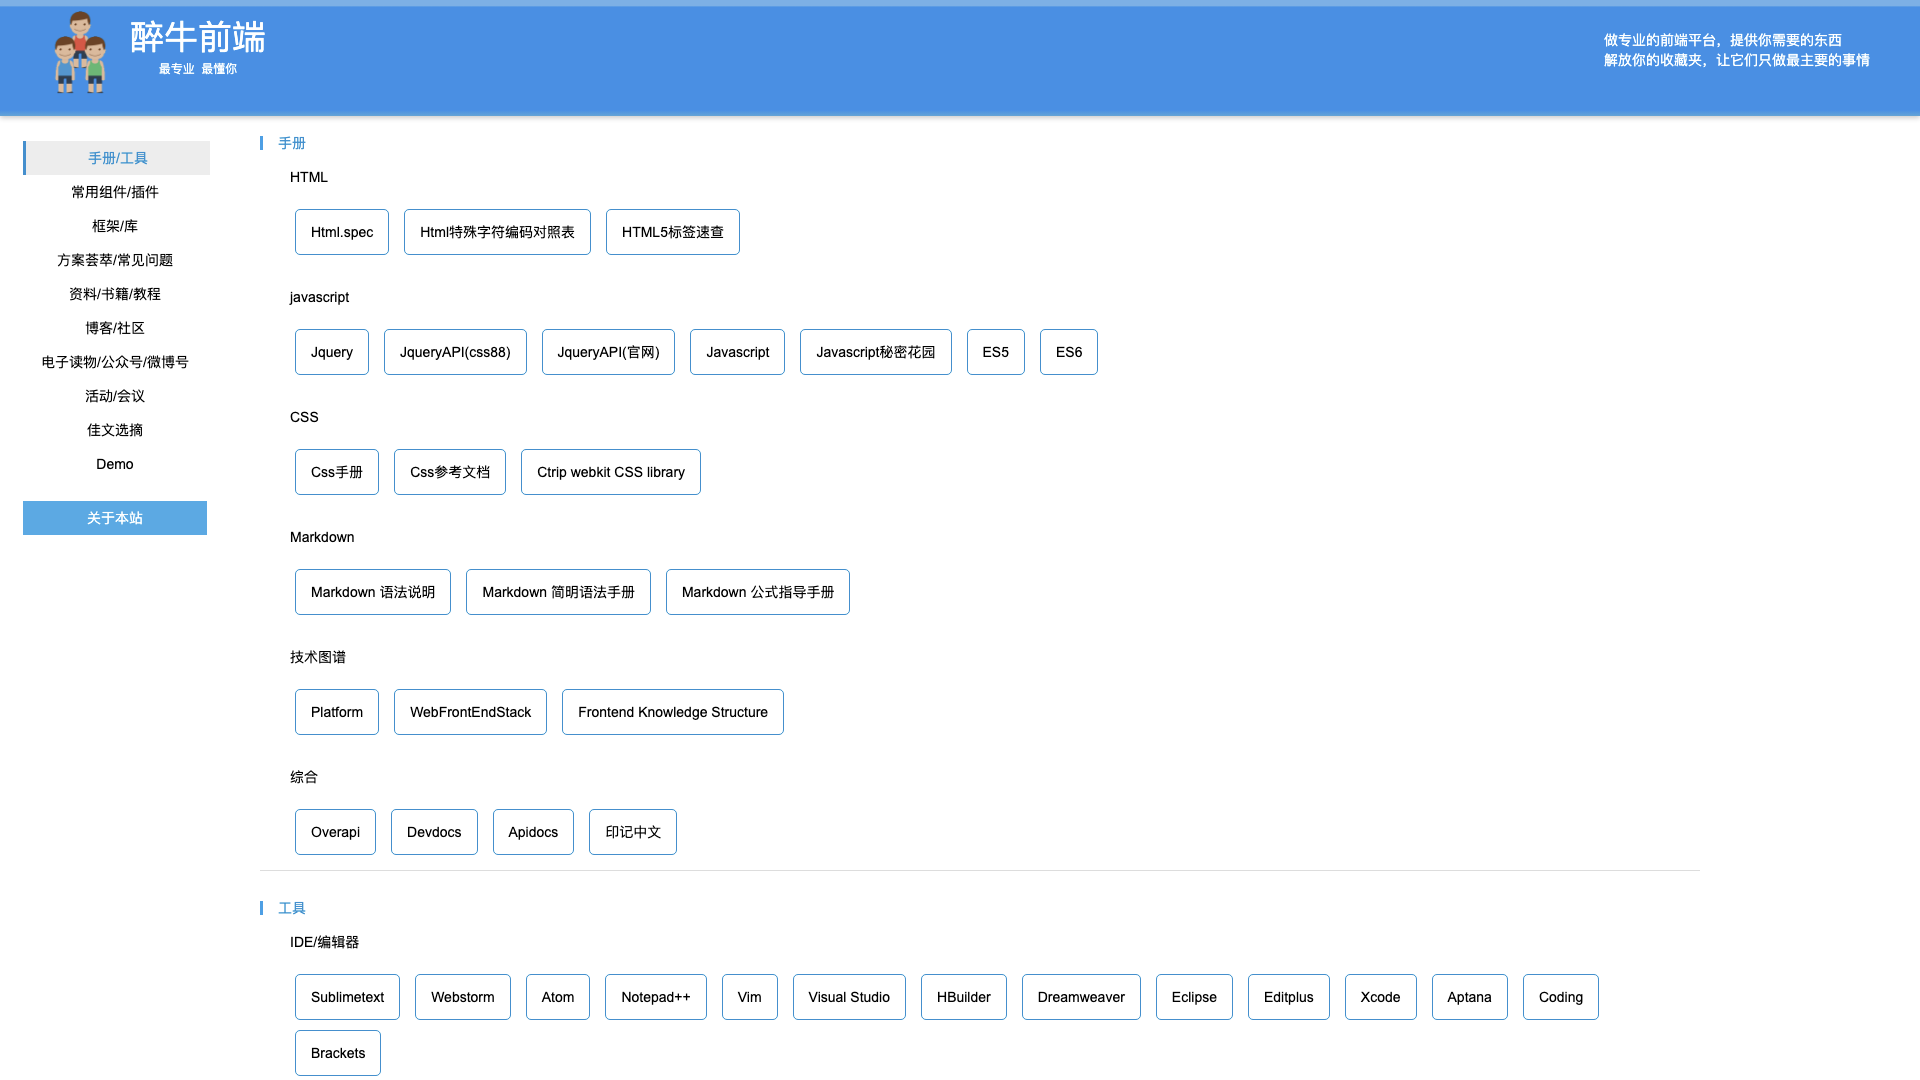 醉牛前端
最专业 最懂你
做专业的前端平台，提供你需要的东西
解放你的收藏夹，让它们只做最主要的事情
手册/工具
常用组件/插件
框架/库
方案荟萃/常见问题
资料/书籍/教程
博客/社区
电子读物/公众号/微博号
活动/会议
佳文选摘
Demo
关于本站
手册
HTML
Html.spec Html特殊字符编码对照表 HTML5标签速查
javascript
Jquery JqueryAPI(css88) JqueryAPI(官网) Javascript Javascript秘密花园 ES5 ES6
CSS
Css手册 Css参考文档 Ctrip webkit CSS library
Markdown
Markdown 语法说明 Markdown 简明语法手册 Markdown 公式指导手册
技术图谱
Platform WebFrontEndStack Frontend Knowledge Structure
综合
Overapi Devdocs Apidocs 印记中文
工具
IDE/编辑器
Sublimetext Webstorm Atom Notepad++ Vim Visual Studio HBuilder Dreamweaver Eclipse Editplus Xcode Aptana Coding
Brackets